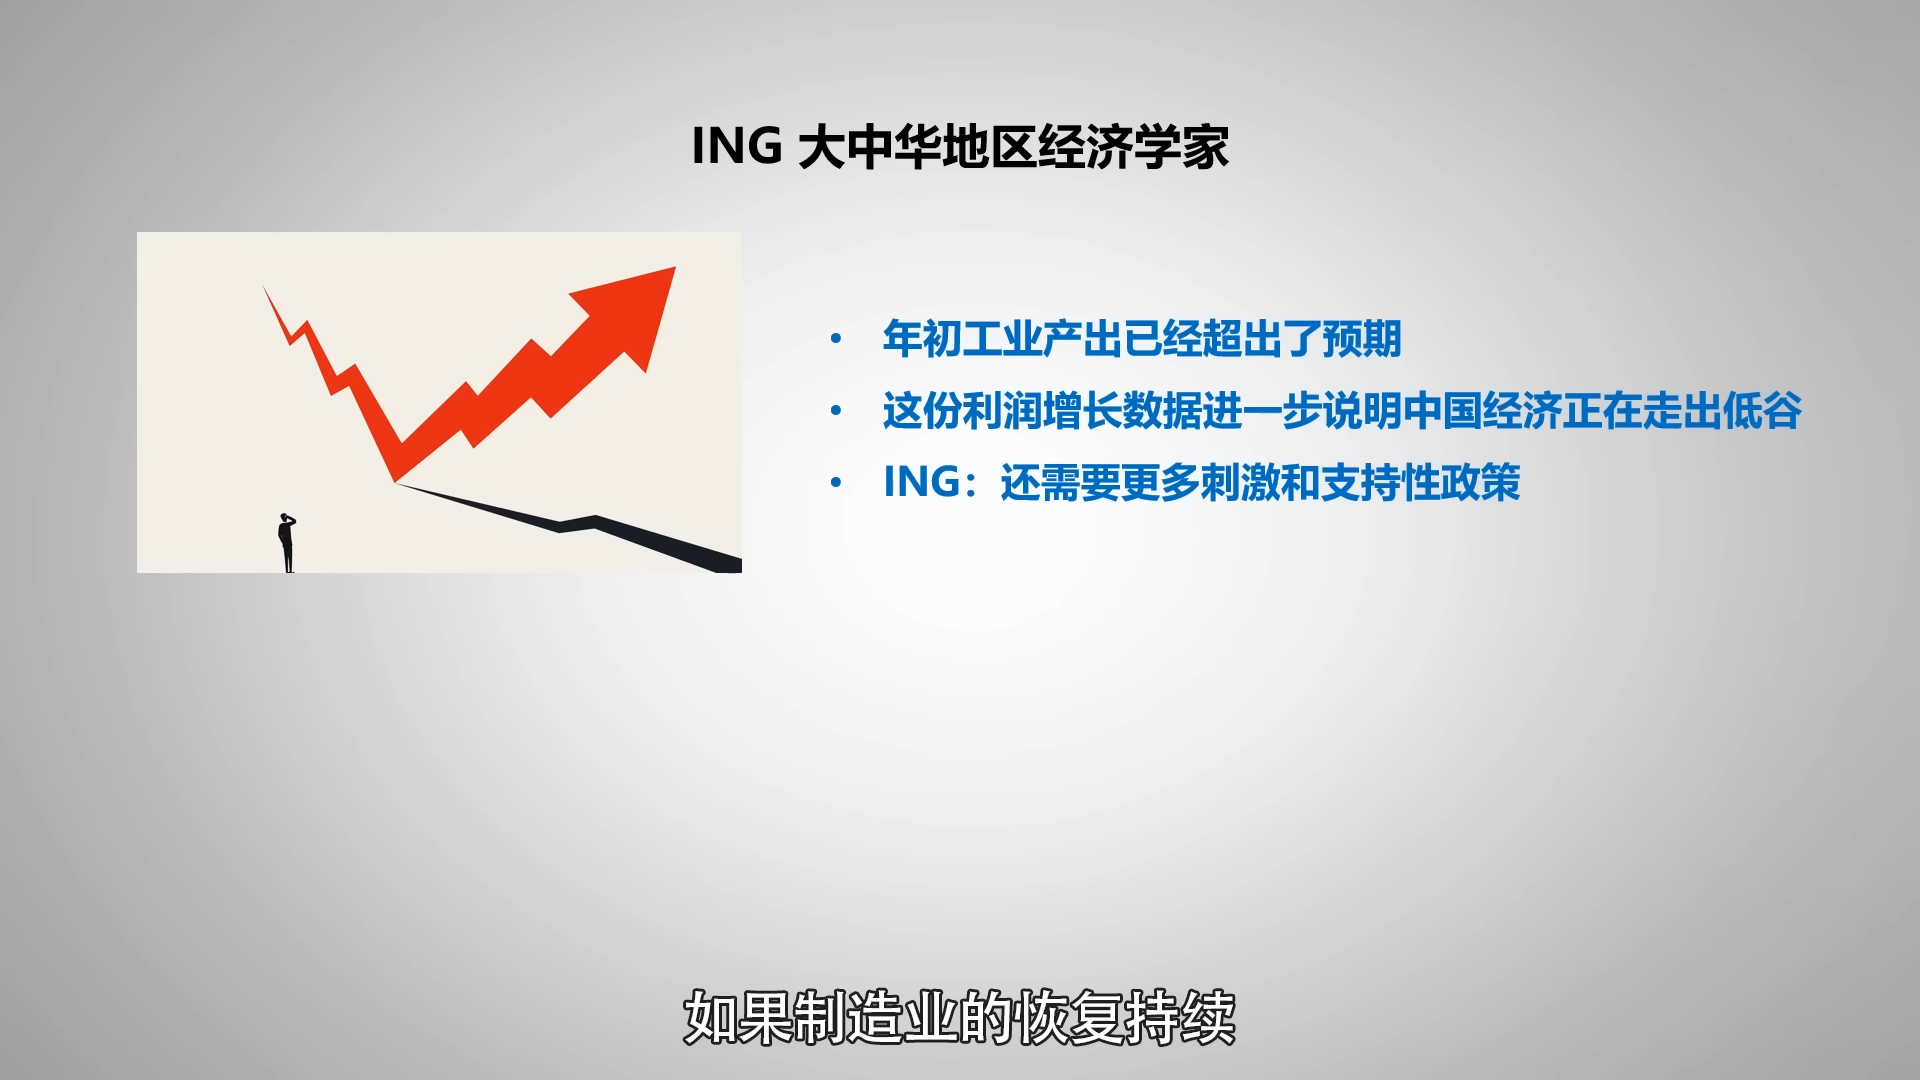 ING 大中华地区经济学家
• 年初工业产出已经超出了预期
• 这份利润增长数据进一步说明中国经济正在走出低谷
• ING：还需要更多刺激和支持性政策
如果制造业的恢复持续